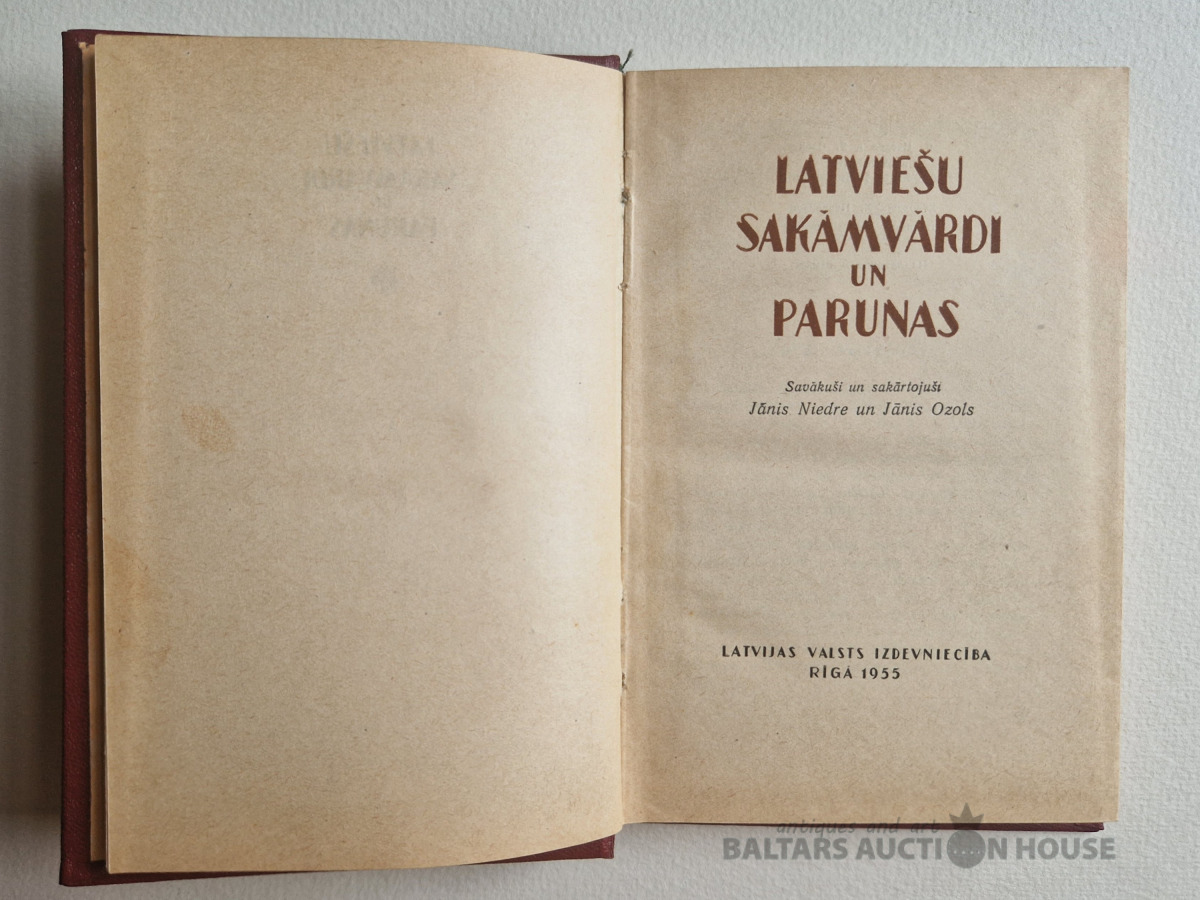 LATVIEŠU
SAKĀMVĀRDI
UN
PARUNAS
Savākuši un sakārtojuši
Jānis Niedre un Jānis Ozols
LATVIJAS VALSTS IZDEVNIECĪBA
RĪGĀ 1955
antiques and art
BALTARS AUCTION HOUSE